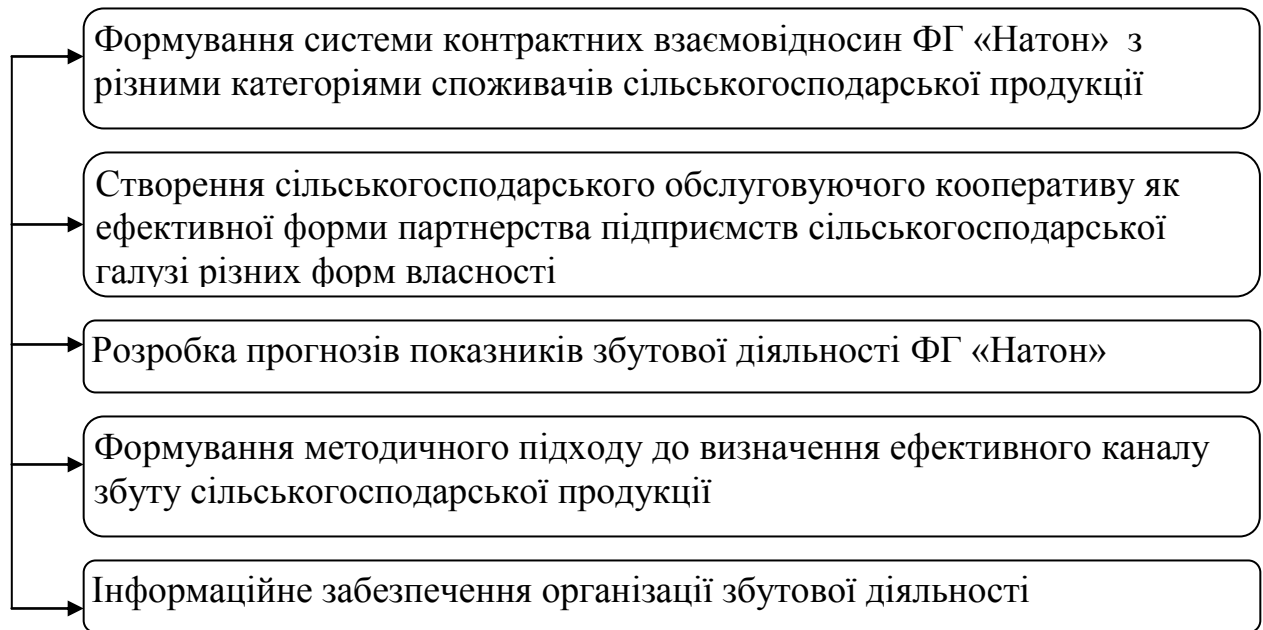 Формування системи контрактних взаємовідносин ФГ «Натон» з
різними категоріями споживачів сільськогосподарської продукції
Створення сільськогосподарського обслуговуючого кооперативу як
ефективної форми партнерства підприємств сільськогосподарської
галузі різних форм власності
Розробка прогнозів показників збутової діяльності ФГ «Натон»
Формування методичного підходу до визначення ефективного каналу
збуту сільськогосподарської продукції
Інформаційне забезпечення організації збутової діяльності